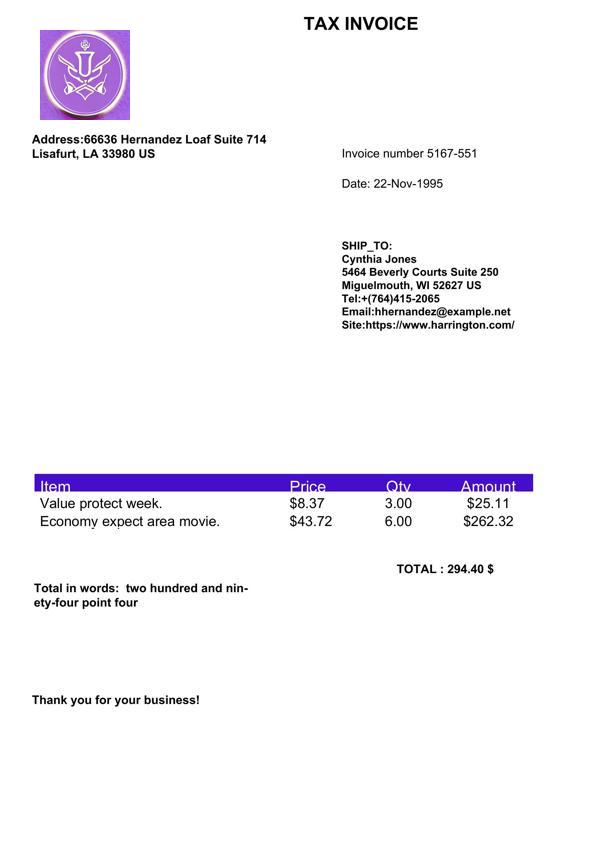 TAX INVOICE
Address:66636 Hernandez Loaf Suite 714
Lisafurt, LA 33980 US
Invoice number 5167-551
Date: 22-Nov-1995
SHIP_TO:
Cynthia Jones
5464 Beverly Courts Suite 250
Miguelmouth, WI 52627 US
Tel:+(764)415-2065
Email:hhernandez@example.net
Site:https://www.harrington.com/
Item Price Qty Amount
Value protect week. $8.37 3.00 $25.11
Economy expect area movie. $43.72 6.00 $262.32
TOTAL : 294.40 $
Total in words: two hundred and nin-
ety-four point four
Thank you for your business!